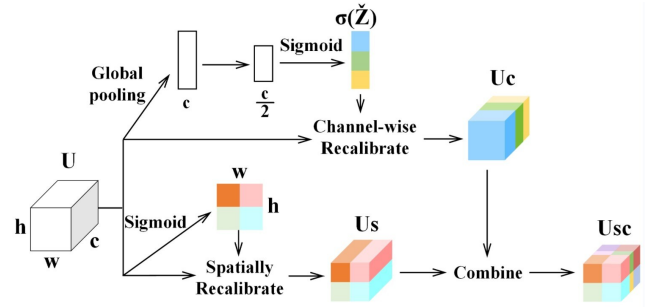 σ(Ž)
Sigmoid
Global
pooling
c
c
2
Uc
Channel-wise
Recalibrate
U
w
h
h
Sigmoid
c
w
Us
Usc
Spatially
Recalibrate
Combine